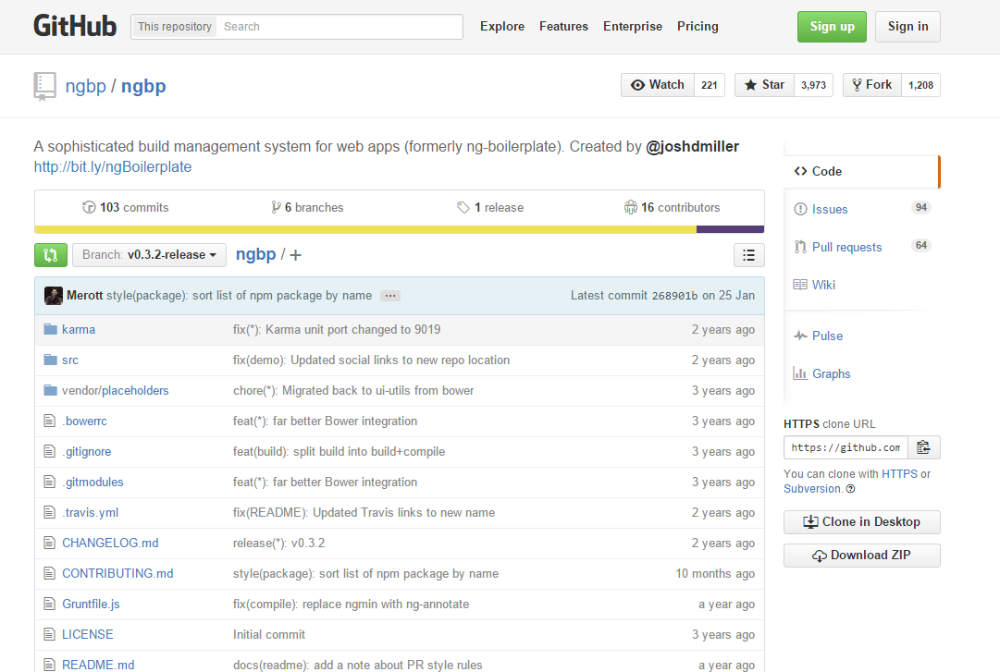 GitHub This repository Search Explore Features Enterprise Pricing Sign up Sign in
ngbp / ngbp Watch 221 Star 3,973 Fork 1,208
A sophisticated build management system for web apps (formerly ng-boilerplate). Created by @joshdmiller
http://bit.ly/ngBoilerplate
103 commits 6 branches 1 release 16 contributors
Branch: v0.3.2-release ngbp / +
Merott style(package): sort list of npm package by name ... Latest commit 268901b on 25 Jan
karma fix(*): Karma unit port changed to 9019 2 years ago
src fix(demo): Updated social links to new repo location 2 years ago
vendor/placeholders chore(*): Migrated back to ui-utils from bower 3 years ago
.bowerrc feat(*): far better Bower integration 3 years ago
.gitignore feat(build): split build into build+compile 3 years ago
.gitmodules feat(*): far better Bower integration 3 years ago
.travis.yml fix(README): Updated Travis links to new name 2 years ago
CHANGELOG.md release(*): v0.3.2 2 years ago
CONTRIBUTING.md style(package): sort list of npm package by name 10 months ago
Gruntfile.js fix(compile): replace ngmin with ng-annotate a year ago
LICENSE Initial commit 3 years ago
README.md docs(readme): add a note about PR style rules a year ago
Code
Issues 94
Pull requests 64
Wiki
Pulse
Graphs
HTTPS clone URL
https://github.com
You can clone with HTTPS or
Subversion.
Clone in Desktop
Download ZIP